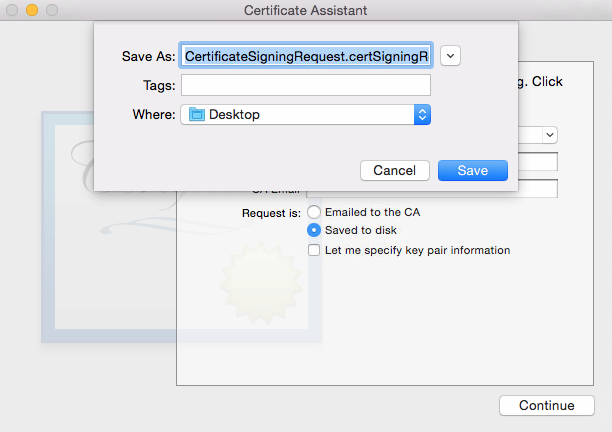 Certificate Assistant
Save As: CertificateSigningRequest.certSigningR
g. Click
Tags:
Where: Desktop
Cancel Save
CA Email
Request is: Emailed to the CA
Saved to disk
Let me specify key pair information
Continue